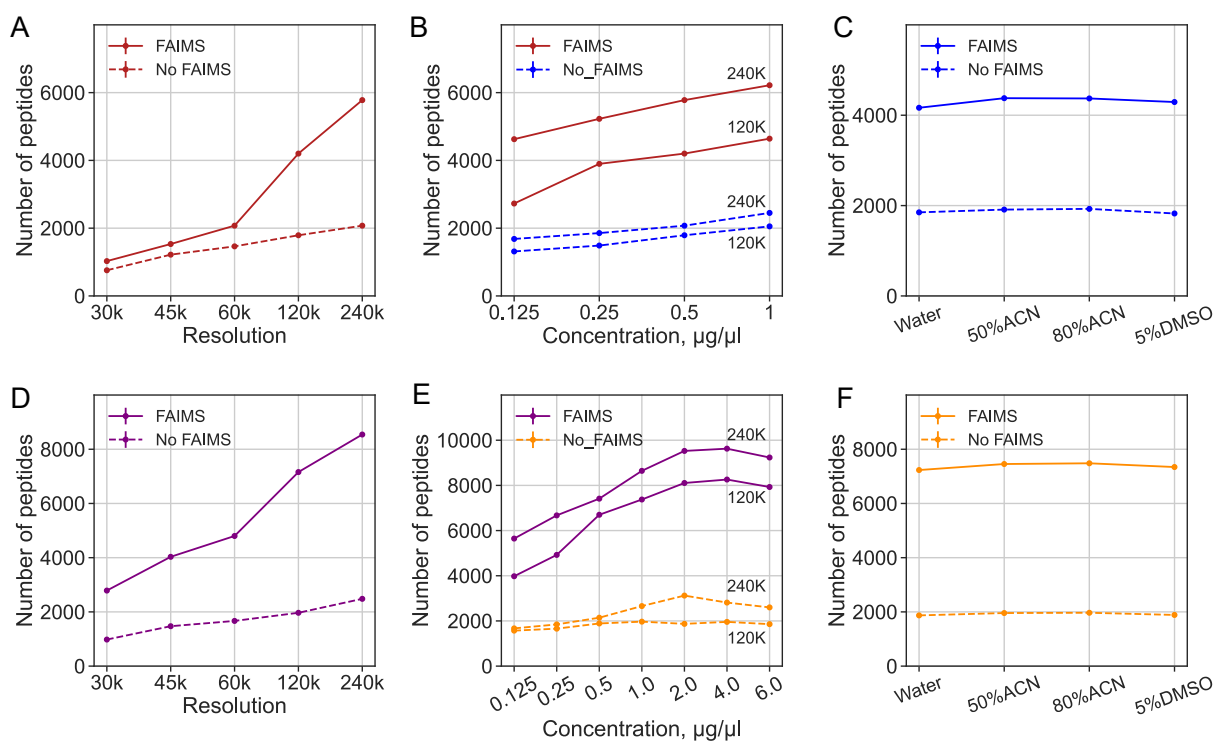 A
FAIMS
No FAIMS
Number of peptides
6000
4000
2000
0
30k
45k
60k
120k
240k
Resolution
B
FAIMS
No_FAIMS
Number of peptides
6000
4000
2000
0
240K
120K
240K
120K
0.125
0.25
0.5
1
Concentration, µg/µl
C
FAIMS
No FAIMS
Number of peptides
4000
2000
0
Water
50%ACN
80%ACN
5%DMSO
D
FAIMS
No FAIMS
Number of peptides
8000
6000
4000
2000
0
30k
45k
60k
120k
240k
Resolution
E
FAIMS
No_FAIMS
Number of peptides
10000
8000
6000
4000
2000
0
240K
120K
240K
120K
0.125
0.25
0.5
1.0
2.0
4.0
6.0
Concentration, µg/µl
F
FAIMS
No FAIMS
Number of peptides
8000
6000
4000
2000
0
Water
50%ACN
80%ACN
5%DMSO